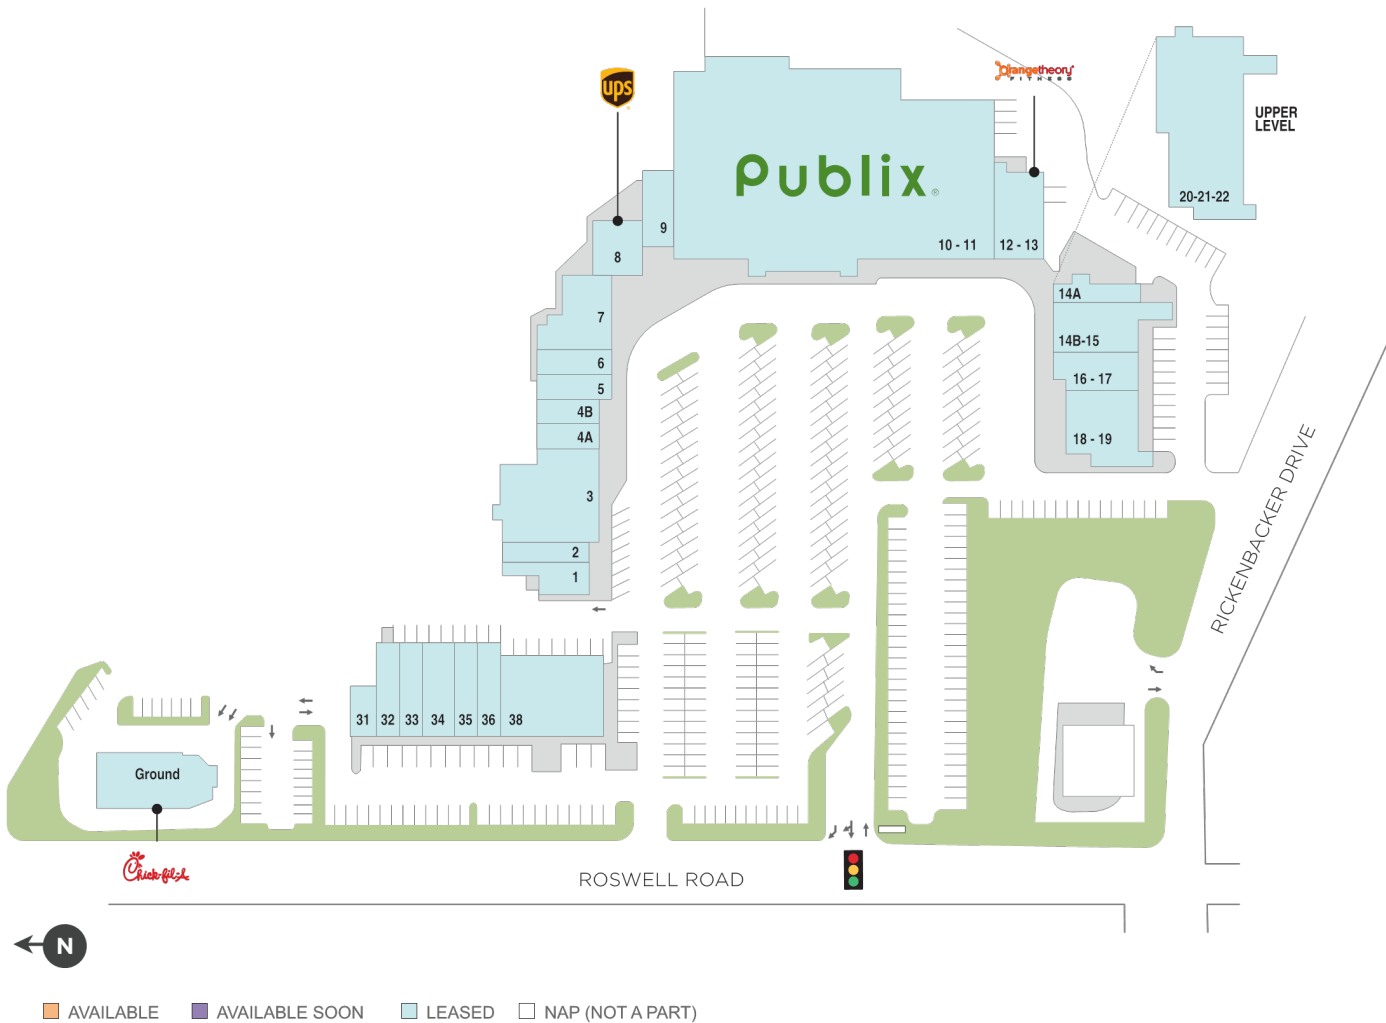 ups
orangetheory®
FITNESS
UPPER
LEVEL
Publix®
20-21-22
9
10 - 11
12 - 13
8
14A
7
14B-15
6
16 - 17
5
4B
4A
18 - 19
3
2
1
RICKENBACKER DRIVE
31
32
33
34
35
36
38
Ground
Chick-fil-A
ROSWELL ROAD
N
AVAILABLE
AVAILABLE SOON
LEASED
NAP (NOT A PART)